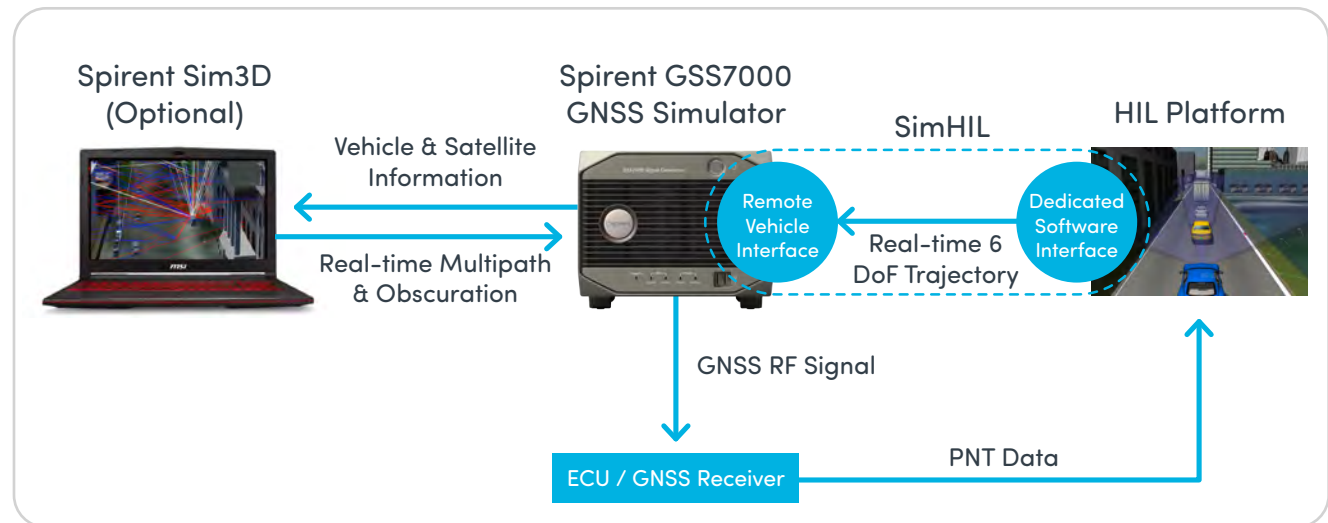 Spirent Sim3D
(Optional)
Spirent GSS7000
GNSS Simulator
SimHIL
HIL Platform
Vehicle & Satellite
Information
Real-time Multipath
& Obscuration
Remote
Vehicle
Interface
Real-time 6
DoF Trajectory
Dedicated
Software
Interface
msi
GNSS RF Signal
ECU / GNSS Receiver
PNT Data